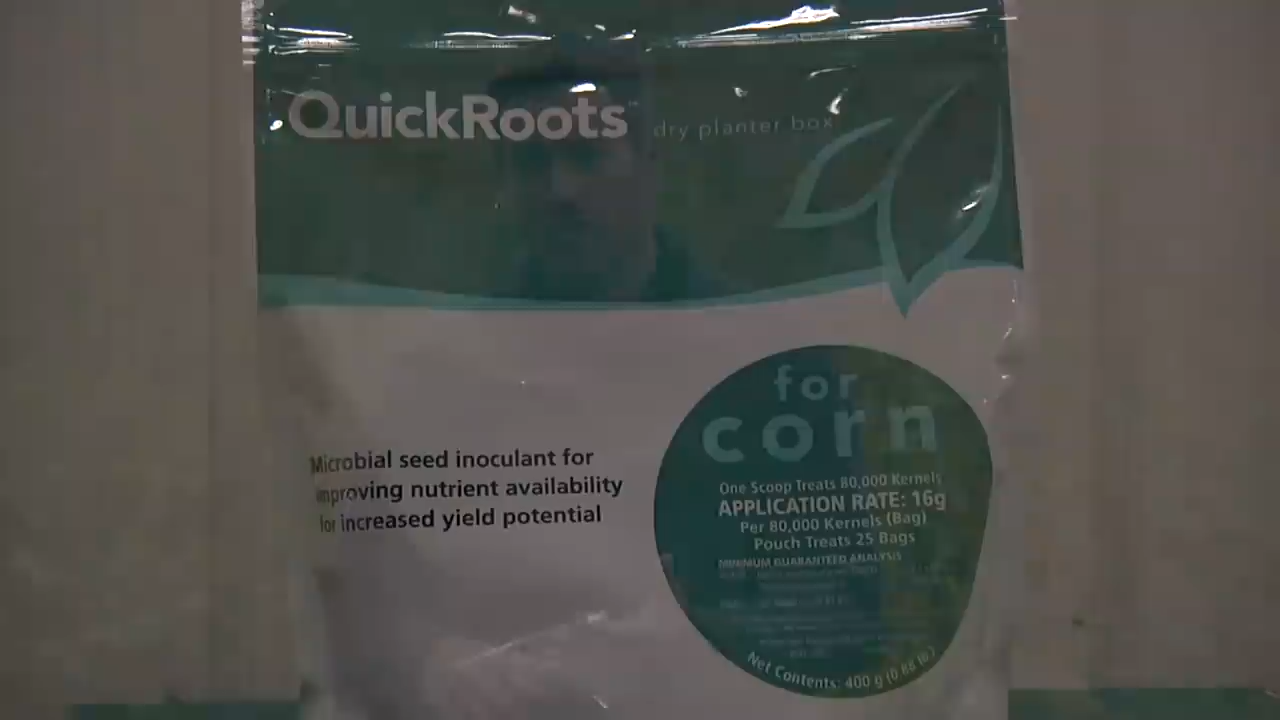 QuickRoots™ dry planter box
Microbial seed inoculant for
improving nutrient availability
for increased yield potential
for
corn
One Scoop Treats 80,000 Kernels
APPLICATION RATE: 16g
Per 80,000 Kernels (Bag)
Pouch Treats 25 Bags
MINIMUM GUARANTEED ANALYSIS
Net Contents: 400 g (0.88 lb.)